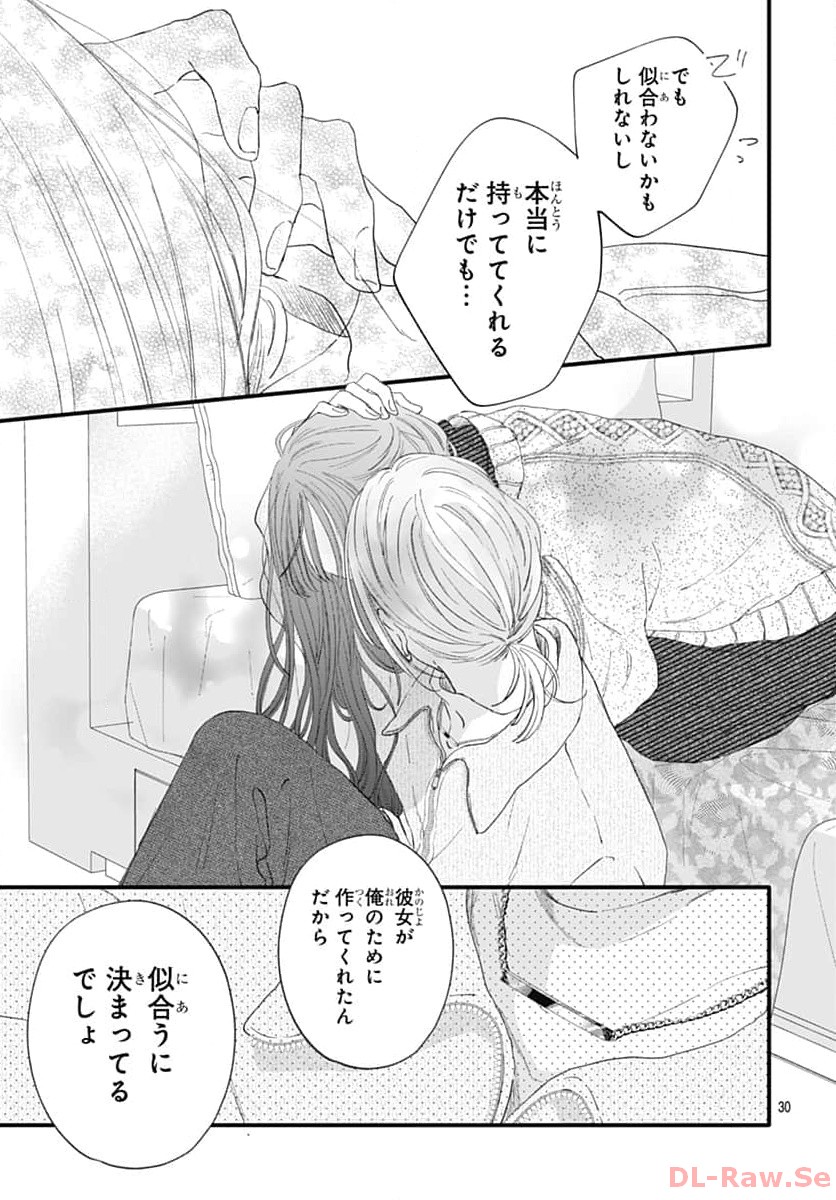 でも
似合わないかも
しれないし
本当に
持っててくれる
だけでも…
彼女が
俺のために
作ってくれたん
だから
似合うに
決まってる
でしょ
30
DL-Raw.Se